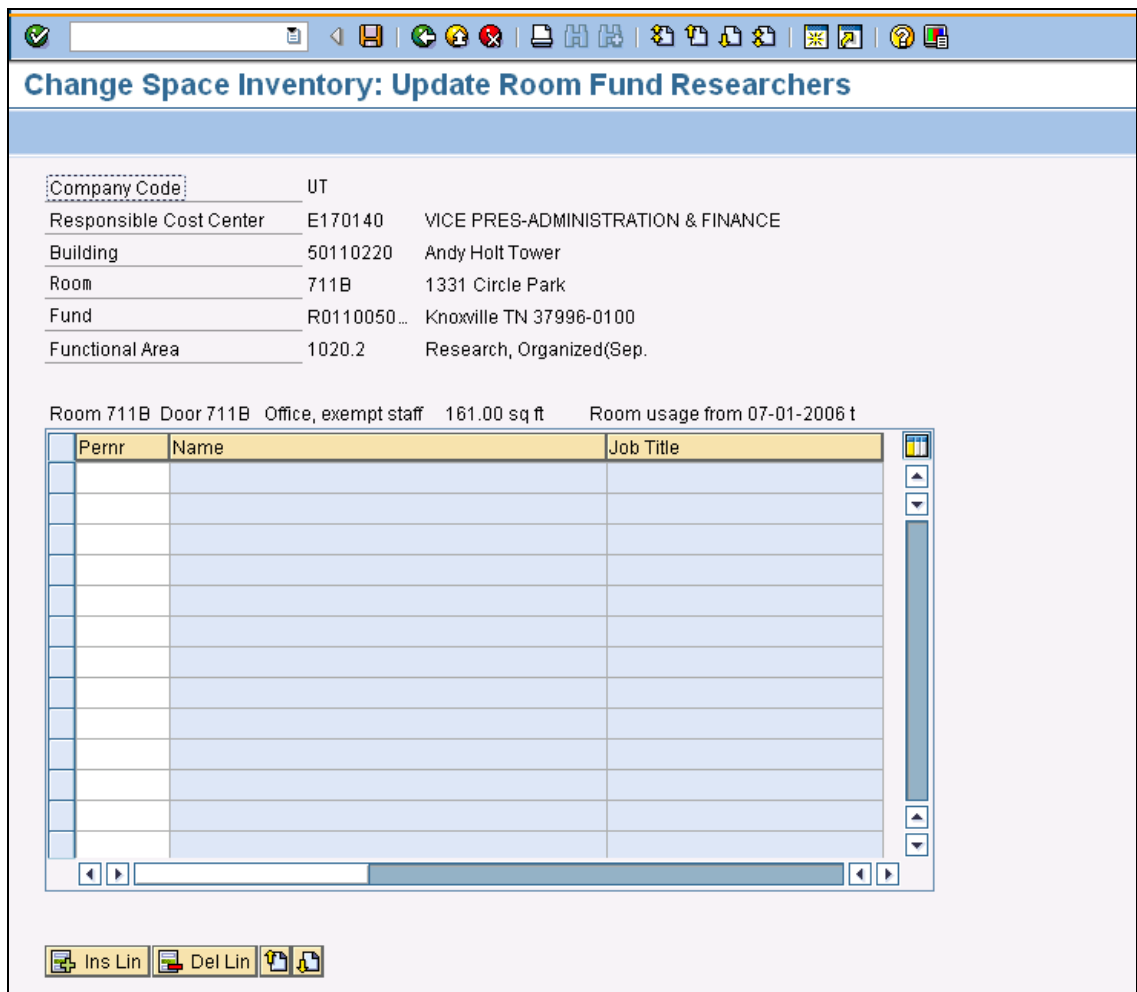 Change Space Inventory: Update Room Fund Researchers
Company Code UT
Responsible Cost Center E170140 VICE PRES-ADMINISTRATION & FINANCE
Building 50110220 Andy Holt Tower
Room 711B 1331 Circle Park
Fund R0110050... Knoxville TN 37996-0100
Functional Area 1020.2 Research, Organized(Sep.
Room 711B Door 711B Office, exempt staff 161.00 sq ft Room usage from 07-01-2006 t
Pernr Name Job Title
Ins Lin Del Lin